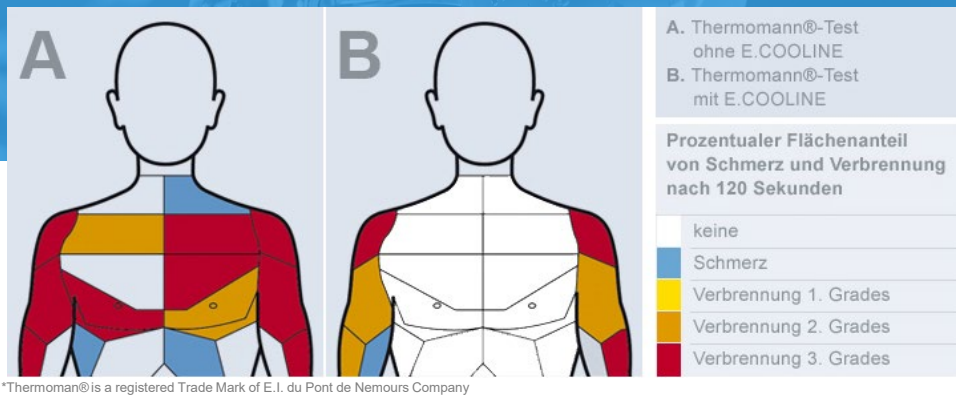 A
B
A. Thermomann®-Test
ohne E.COOLINE
B. Thermomann®-Test
mit E.COOLINE
Prozentualer Flächenanteil
von Schmerz und Verbrennung
nach 120 Sekunden
keine
Schmerz
Verbrennung 1. Grades
Verbrennung 2. Grades
Verbrennung 3. Grades
*Thermoman® is a registered Trade Mark of E.I. du Pont de Nemours Company